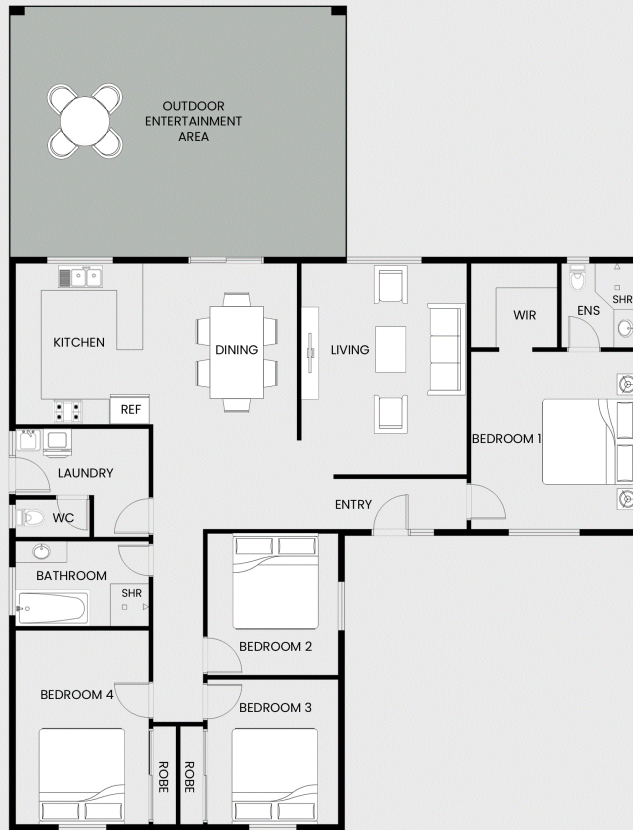 OUTDOOR
ENTERTAINMENT
AREA
KITCHEN
DINING
LIVING
WIR
ENS
SHR
REF
BEDROOM 1
LAUNDRY
WC
ENTRY
BATHROOM
SHR
BEDROOM 2
BEDROOM 4
BEDROOM 3
ROBE
ROBE